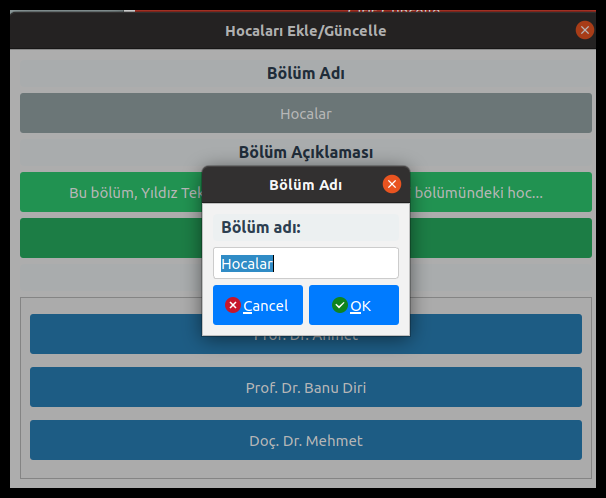 Hocaları Ekle/Güncelle
Bölüm Adı
Hocalar
Bölüm Açıklaması
Bu bölüm, Yıldız Tek
bölümündeki hoc...
Bölüm Adı
Bölüm adı:
Hocalar
Cancel
OK
Prof. Dr. Ahmet
Prof. Dr. Banu Diri
Doç. Dr. Mehmet